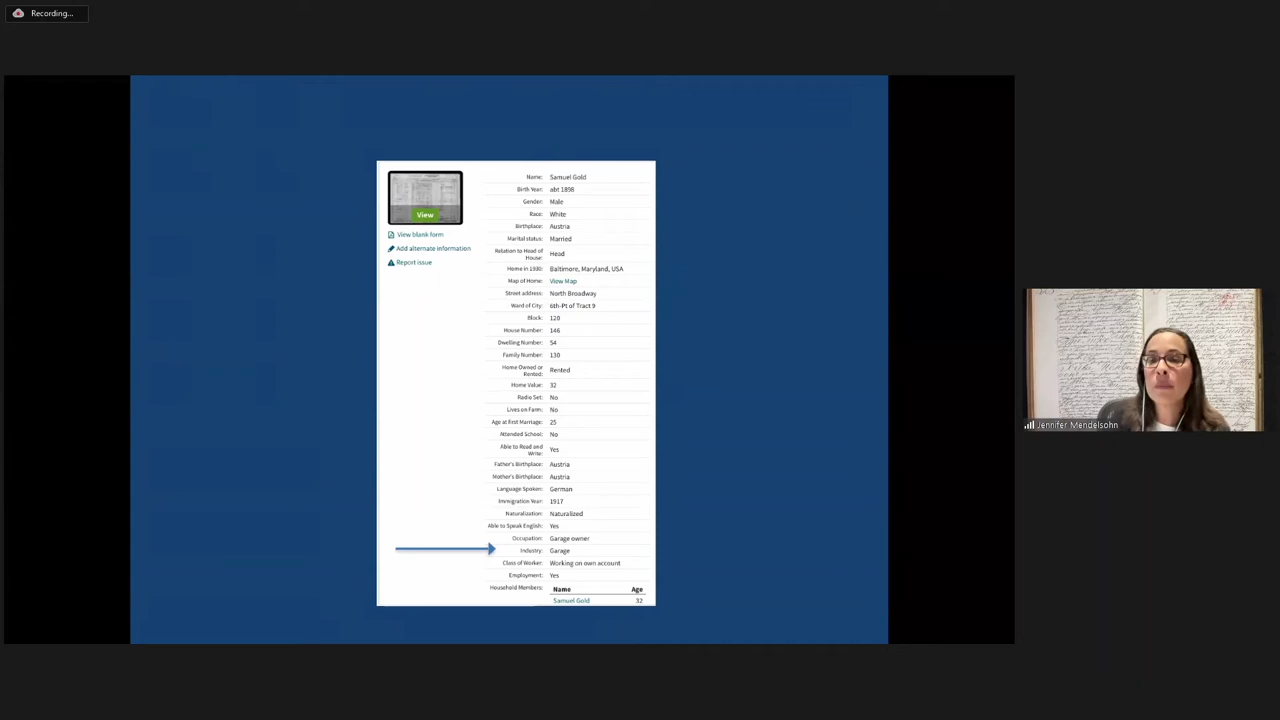 Recording...
View
View blank form
Add alternate information
Report issue
Name: Samuel Gold
Birth Year: abt 1898
Gender: Male
Race: White
Birthplace: Austria
Marital status: Married
Relation to Head of House: Head
Home in 1930: Baltimore, Maryland, USA
Map of Home: View Map
Street address: North Broadway
Ward of City: 6th-Pt of Tract 9
Block: 120
House Number: 146
Dwelling Number: 54
Family Number: 130
Home Owned or Rented: Rented
Home Value: 32
Radio Set: No
Lives on Farm: No
Age at first Marriage: 25
Attended School: No
Able to Read and Write: Yes
Father's Birthplace: Austria
Mother's Birthplace: Austria
Language Spoken: German
Immigration Year: 1917
Naturalization: Naturalized
Able to Speak English: Yes
Occupation: Garage owner
Industry: Garage
Class of Worker: Working on own account
Employment: Yes
Household Members: Name Age
Samuel Gold 32
Jennifer Mendelsohn